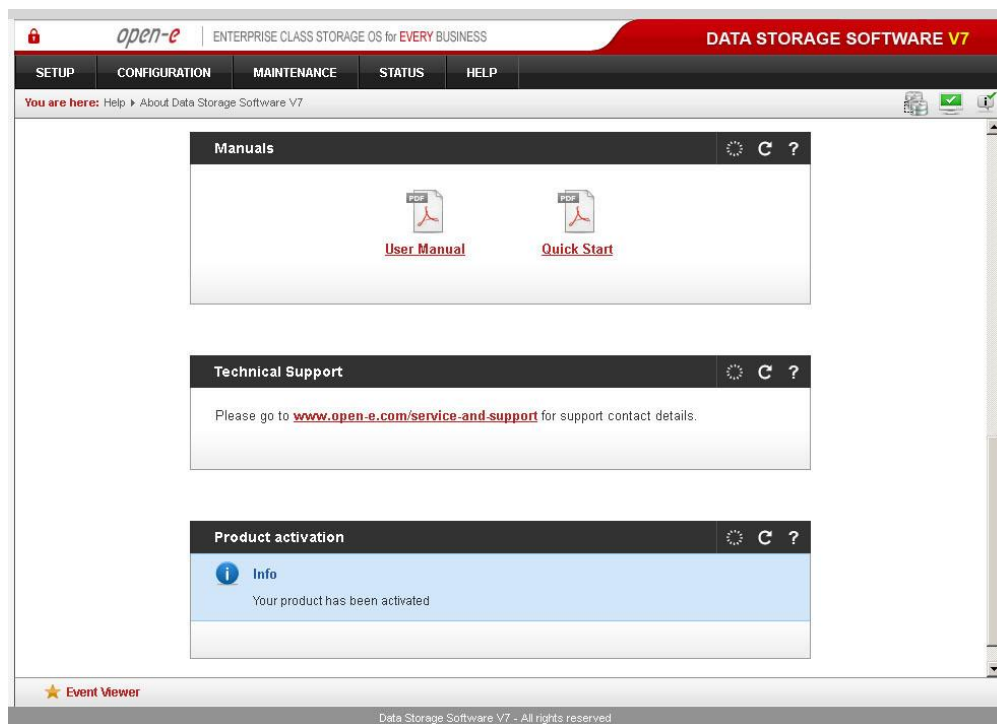 open-e ENTERPRISE CLASS STORAGE OS for EVERY BUSINESS DATA STORAGE SOFTWARE V7
SETUP CONFIGURATION MAINTENANCE STATUS HELP
You are here: Help ▸ About Data Storage Software V7
Manuals
PDF PDF
User Manual Quick Start
Technical Support
Please go to www.open-e.com/service-and-support for support contact details.
Product activation
Info
Your product has been activated
Event Viewer
Data Storage Software V7 - All rights reserved